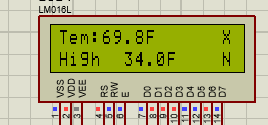 LM016L
Tem:69.8F X
High 34.0F N
VSS VDD VEE RS RW E D0 D1 D2 D3 D4 D5 D6 D7
1 2 3 4 5 6 7 8 9 10 11 12 13 14